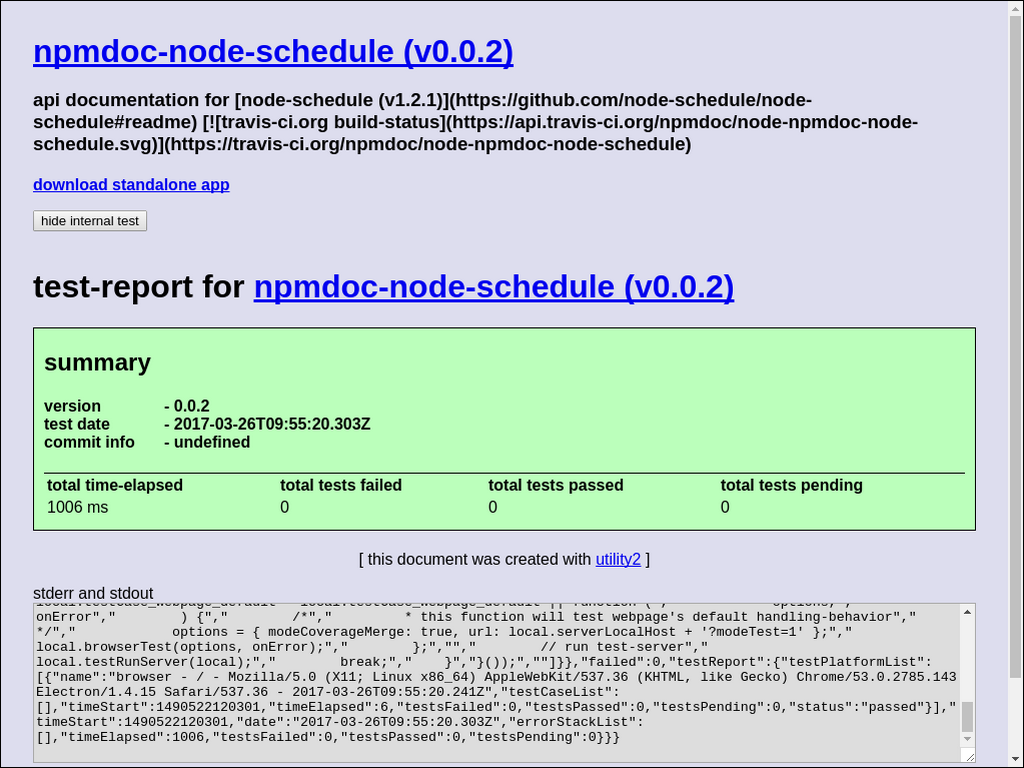 npmdoc-node-schedule (v0.0.2)
api documentation for [node-schedule (v1.2.1)](https://github.com/node-schedule/node-
schedule#readme) [![travis-ci.org build-status](https://api.travis-ci.org/npmdoc/node-npmdoc-node-
schedule.svg)](https://travis-ci.org/npmdoc/node-npmdoc-node-schedule)
download standalone app
hide internal test
test-report for npmdoc-node-schedule (v0.0.2)
summary
version - 0.0.2
test date - 2017-03-26T09:55:20.303Z
commit info - undefined
total time-elapsed total tests failed total tests passed total tests pending
1006 ms 0 0 0
[ this document was created with utility2 ]
stderr and stdout
onError","        ) {","        /*","         * this function will test webpage's default handling-behavior","
*/","            options = { modeCoverageMerge: true, url: local.serverLocalHost + '?modeTest=1' };","
local.browserTest(options, onError);","        };","","        // run test-server","
local.testRunServer(local);","        break;","    }","}());",""]}},"failed":0,"testReport":{"testPlatformList":
[{"name":"browser - / - Mozilla/5.0 (X11; Linux x86_64) AppleWebKit/537.36 (KHTML, like Gecko) Chrome/53.0.2785.143
Electron/1.4.15 Safari/537.36 - 2017-03-26T09:55:20.241Z","testCaseList":
[],"timeStart":1490522120301,"timeElapsed":6,"testsFailed":0,"testsPassed":0,"testsPending":0,"status":"passed"}],"
timeStart":1490522120301,"date":"2017-03-26T09:55:20.303Z","errorStackList":
[],"timeElapsed":1006,"testsFailed":0,"testsPassed":0,"testsPending":0}}}